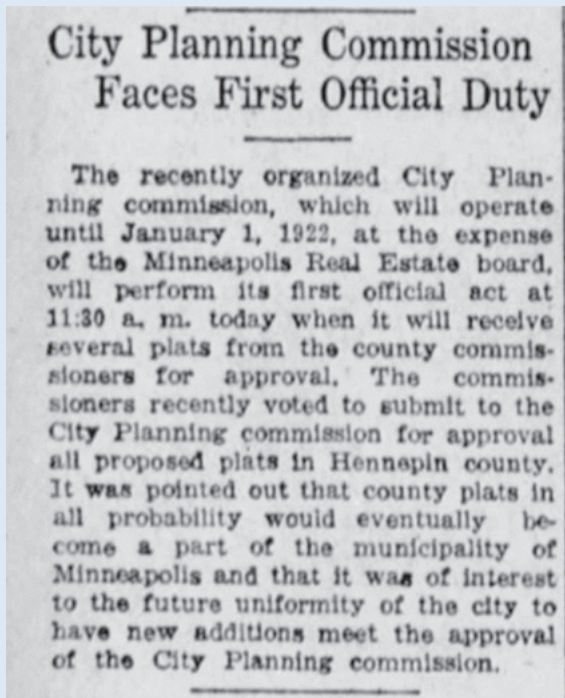 City Planning Commission
Faces First Official Duty
The recently organized City Plan-
ning commission, which will operate
until January 1, 1922, at the expense
of the Minneapolis Real Estate board,
will perform its first official act at
11:30 a. m. today when it will receive
several plats from the county commis-
sioners for approval. The commis-
sioners recently voted to submit to the
City Planning commission for approval
all proposed plats in Hennepin county.
It was pointed out that county plats in
all probability would eventually be-
come a part of the municipality of
Minneapolis and that it was of interest
to the future uniformity of the city to
have new additions meet the approval
of the City Planning commission.